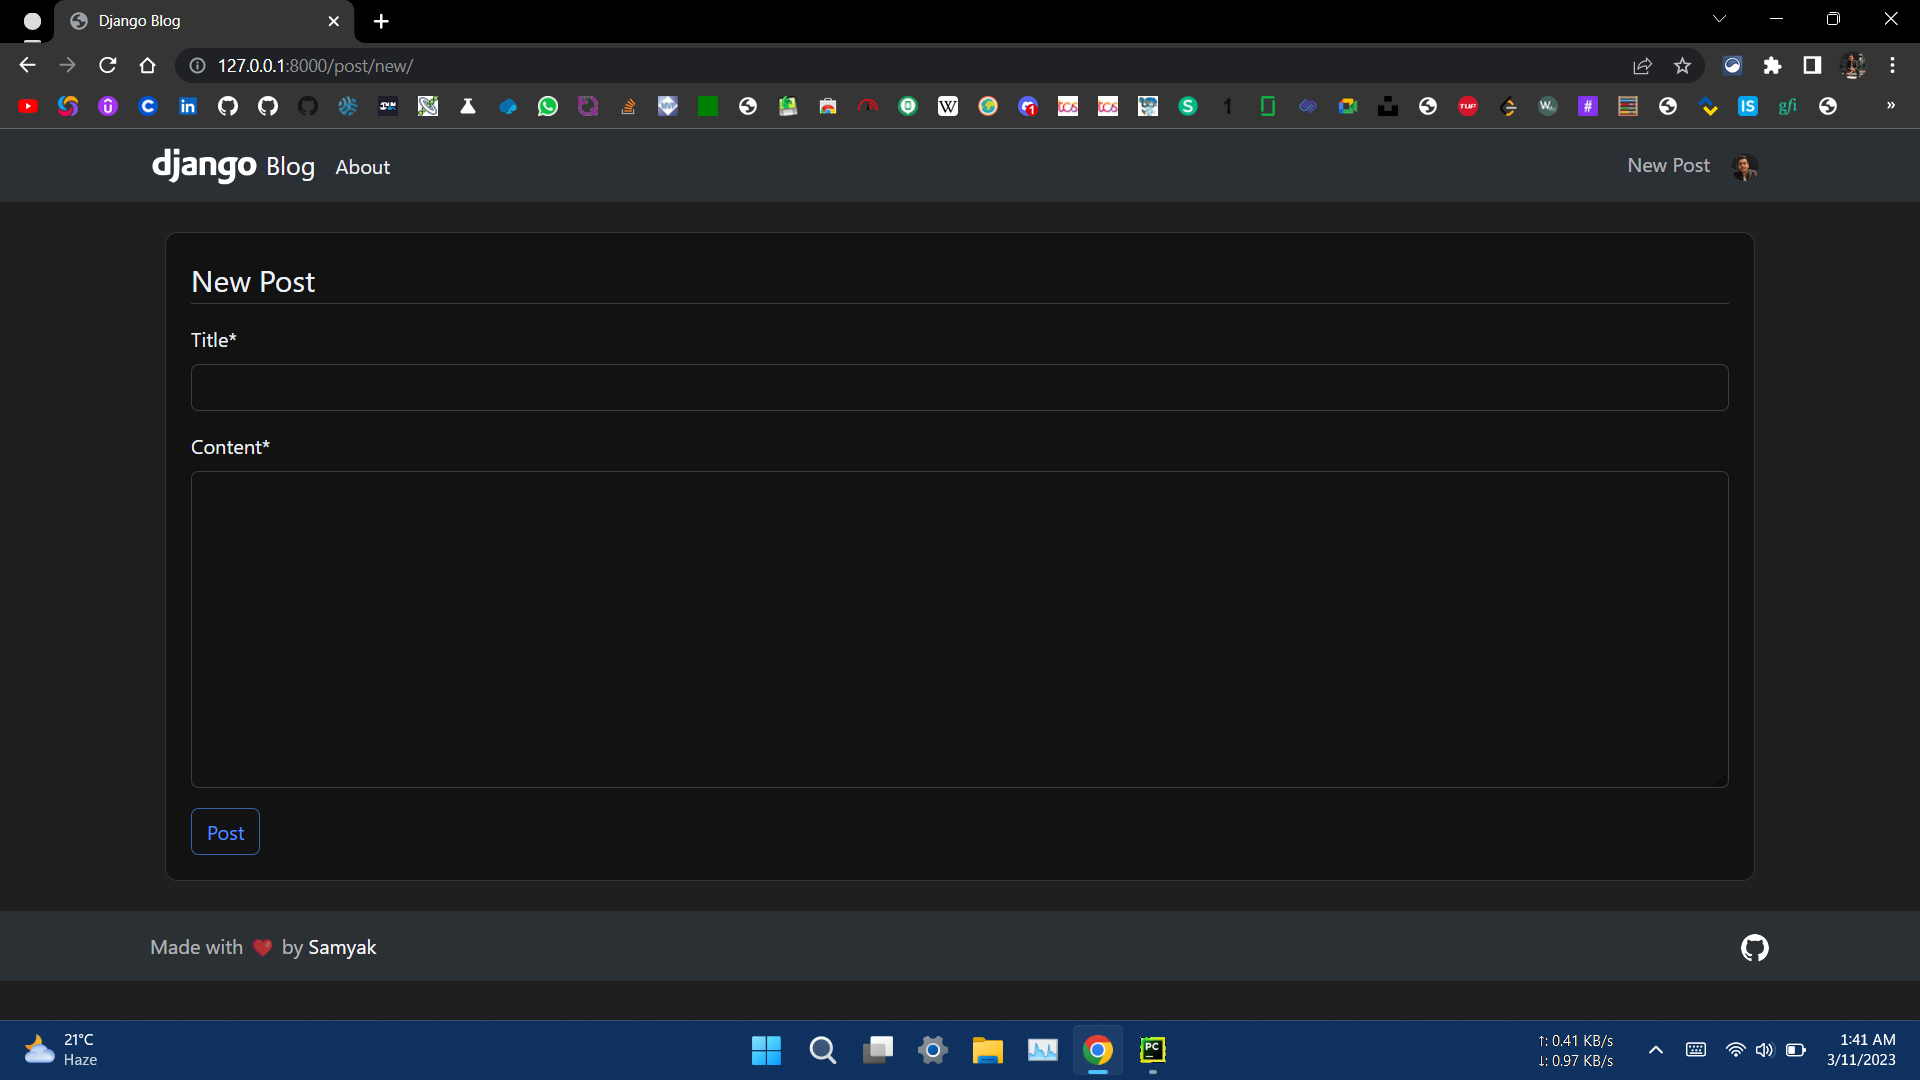 Django Blog
127.0.0.1:8000/post/new/
django Blog About
New Post
New Post
Title*
Content*
Post
Made with ❤️ by Samyak
21°C
Haze
↑: 0.41 KB/s
↓: 0.97 KB/s
1:41 AM
3/11/2023